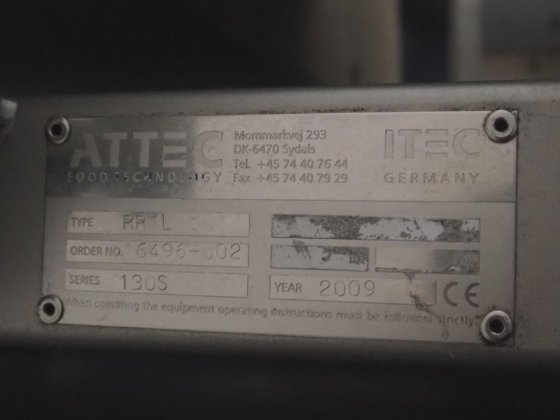 ATTEC
FOOD TECHNOLOGY
Mommarkvej 293
DK-6470 Sydals
Tel. +45 74 40 76 44
Fax +45 74 40 79 29
ITEC
GERMANY
TYPE RRTL
ORDER NO. 6496-002
SERIES 130S
YEAR 2009 CE
When operating the equipment operating instructions must be followed strictly!